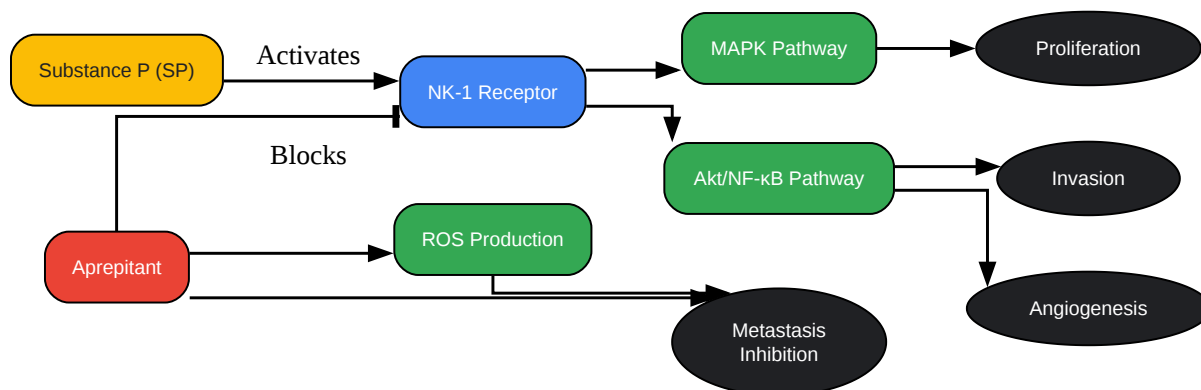 Substance P (SP)
Activates
NK-1 Receptor
MAPK Pathway
Proliferation
Blocks
Akt/NF-κB Pathway
Invasion
Aprepitant
ROS Production
Angiogenesis
Metastasis
Inhibition